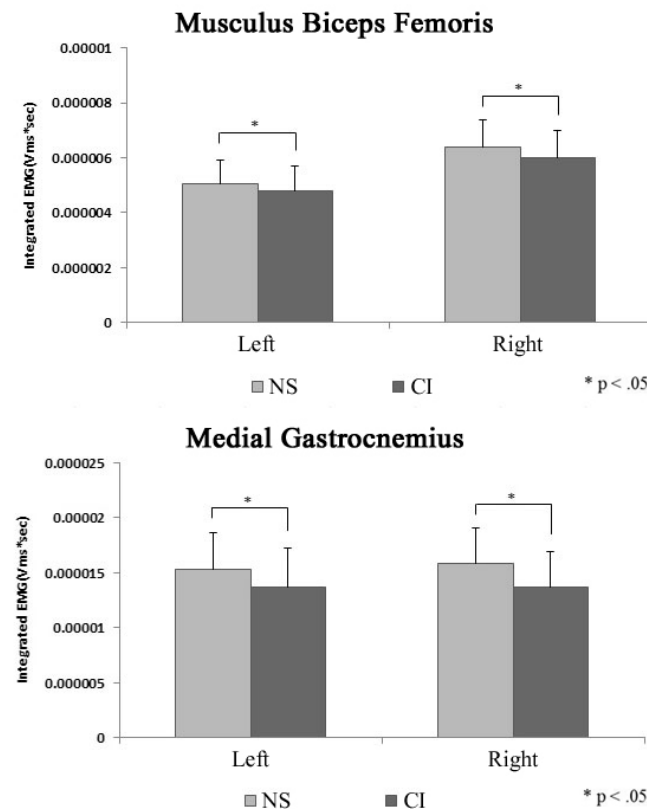 Musculus Biceps Femoris
Integrated EMG(Vms*sec)
0.00001
0.000008
0.000006
0.000004
0.000002
0
*
*
Left
Right
NS
CI
* p < .05
Medial Gastrocnemius
Integrated EMG(Vms*sec)
0.000025
0.00002
0.000015
0.00001
0.000005
0
*
*
Left
Right
NS
CI
* p < .05